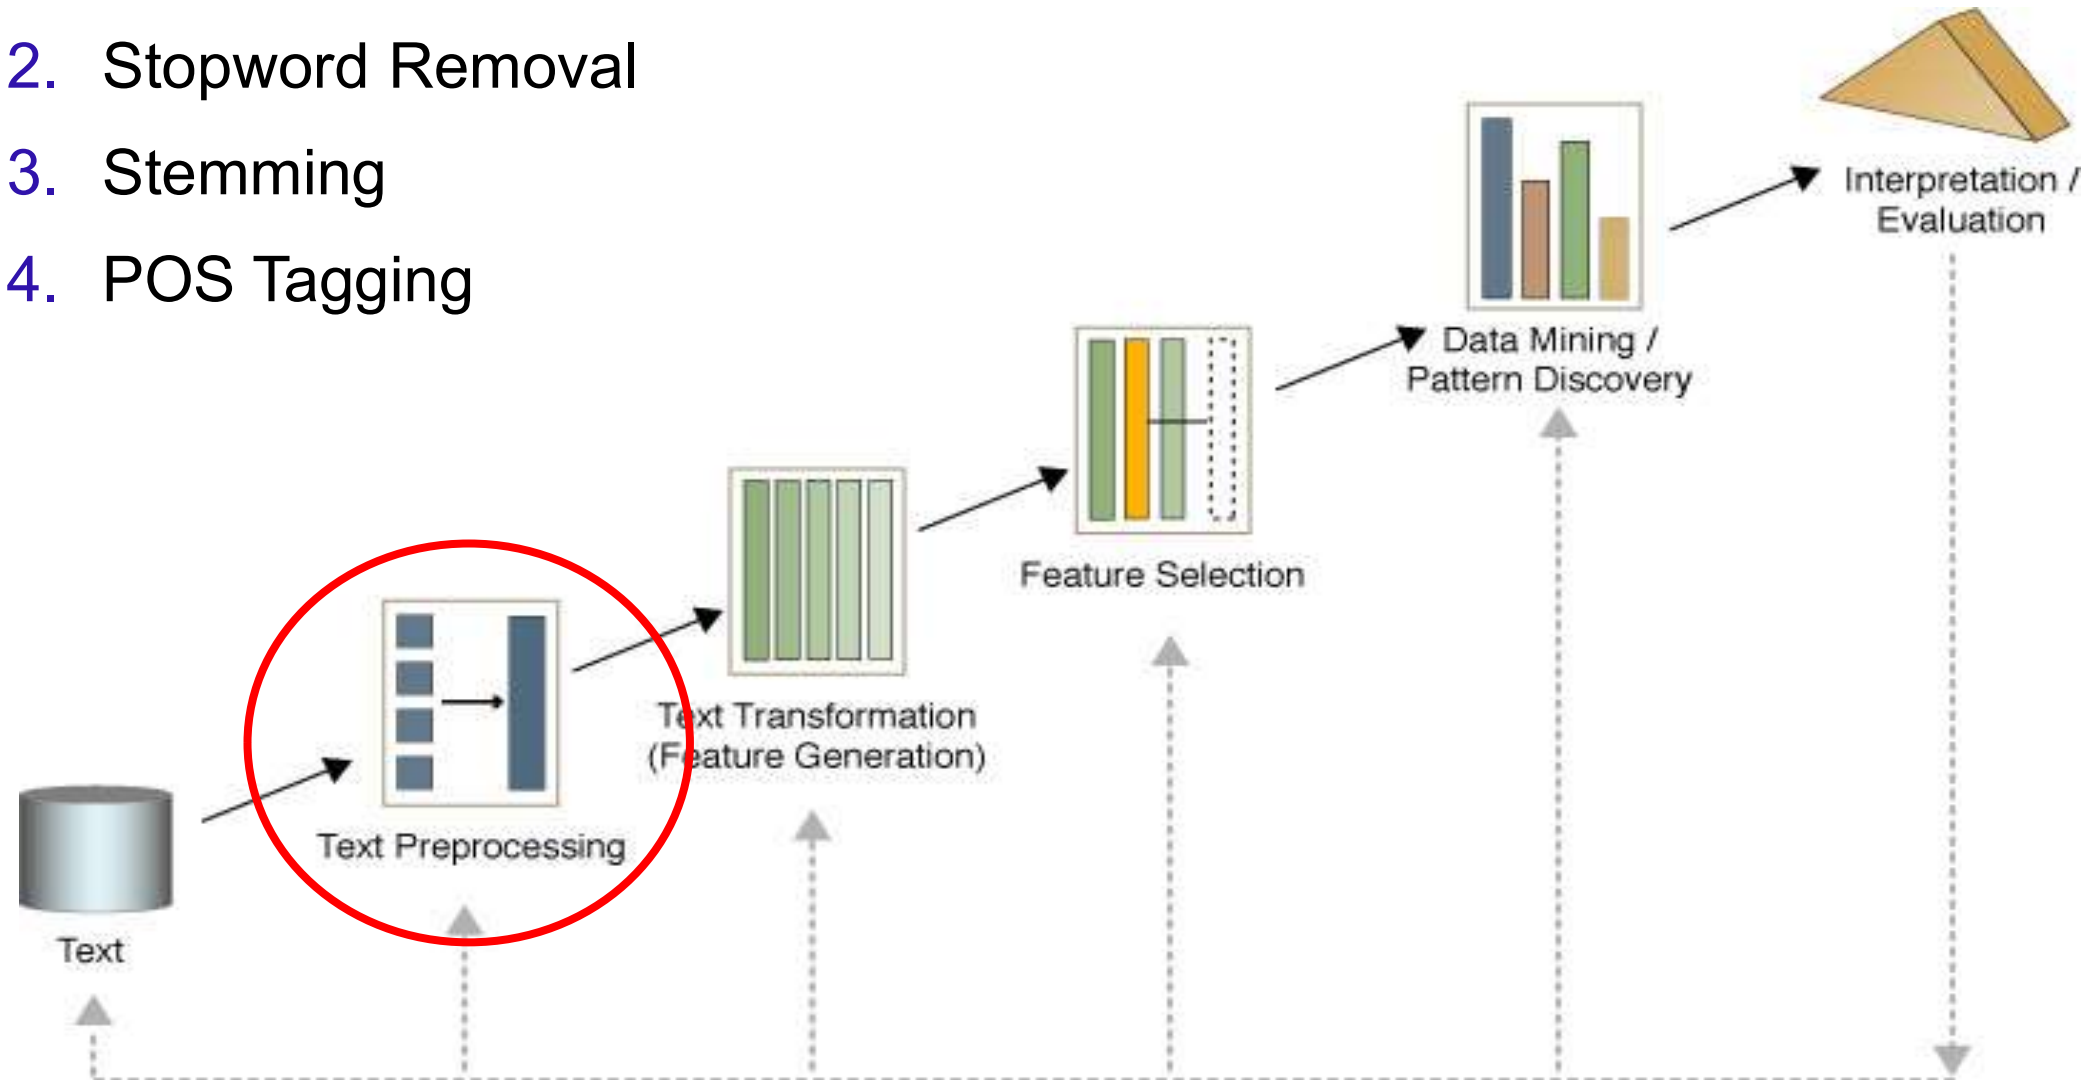 2. Stopword Removal
3. Stemming
4. POS Tagging
Interpretation /
Evaluation
Data Mining /
Pattern Discovery
Feature Selection
Text Transformation
(Feature Generation)
Text Preprocessing
Text